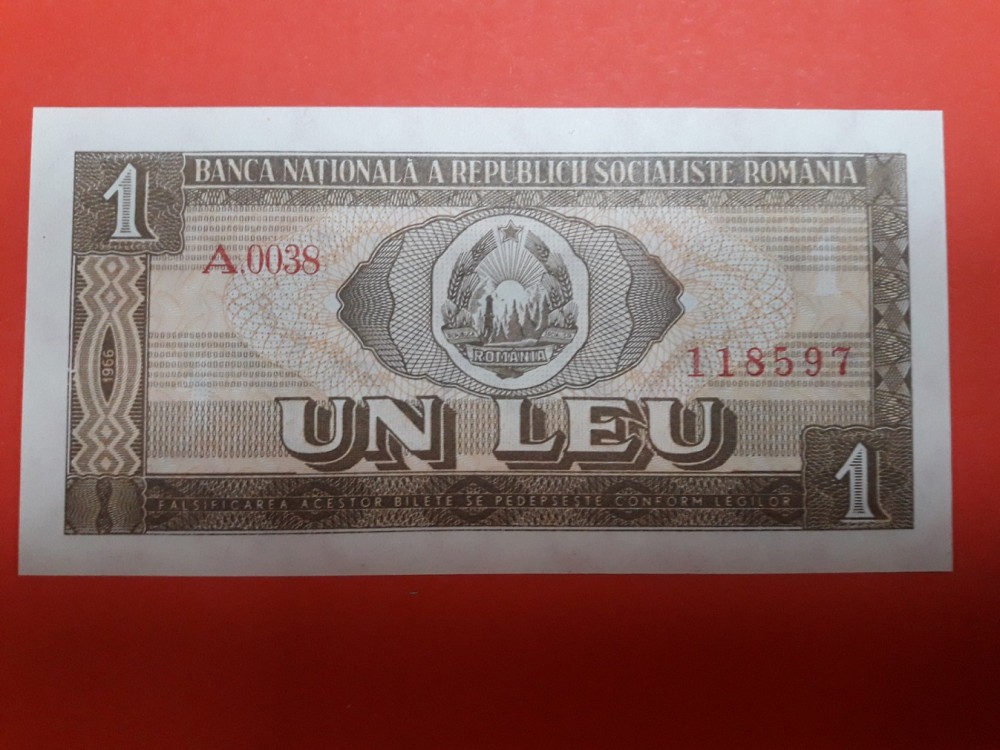 1 BANCA NAȚIONALĂ A REPUBLICII SOCIALISTE ROMÂNIA
A.0038
ROMANIA
1966
118597
UN LEU
1
FALSIFICAREA ACESTOR BILETE SE PEDEPSEȘTE CONFORM LEGILOR